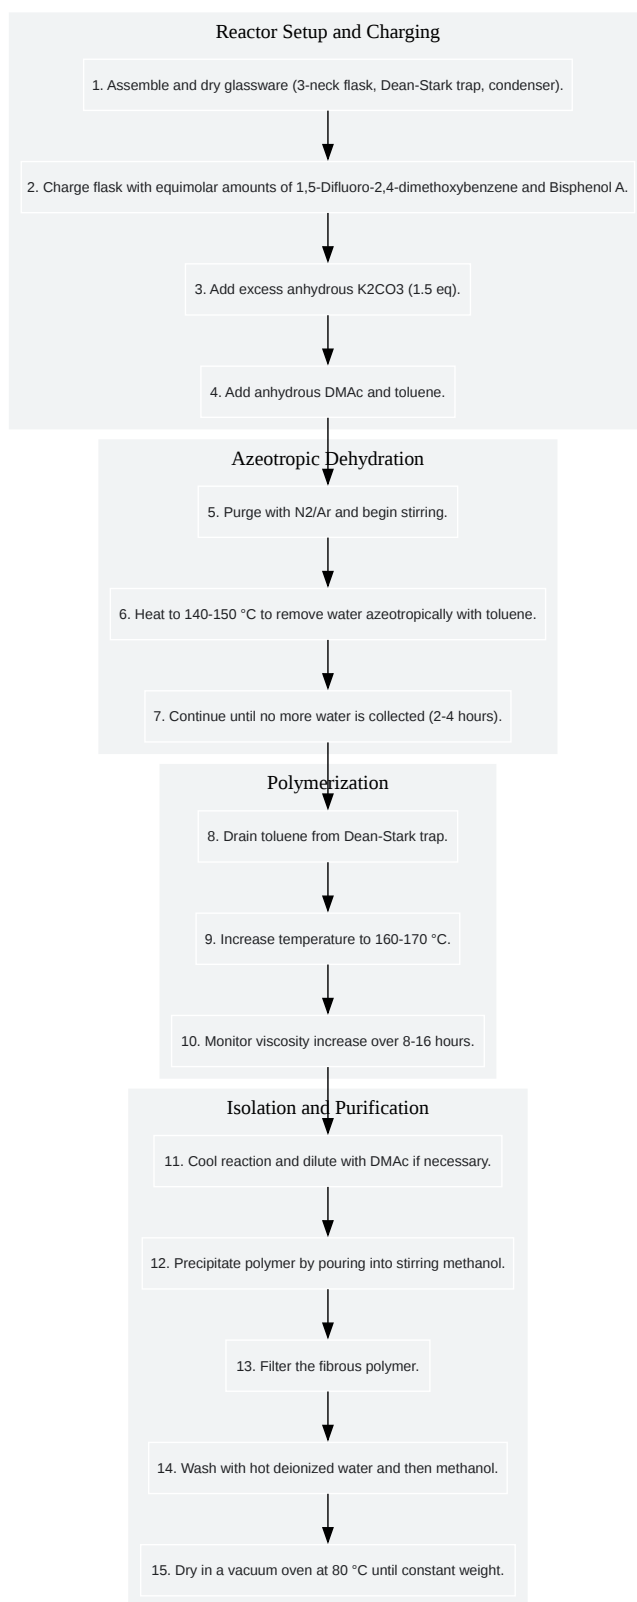 Reactor Setup and Charging
1. Assemble and dry glassware (3-neck flask, Dean-Stark trap, condenser).
2. Charge flask with equimolar amounts of 1,5-Difluoro-2,4-dimethoxybenzene and Bisphenol A.
3. Add excess anhydrous K2CO3 (1.5 eq).
4. Add anhydrous DMAc and toluene.
Azeotropic Dehydration
5. Purge with N2/Ar and begin stirring.
6. Heat to 140-150 °C to remove water azeotropically with toluene.
7. Continue until no more water is collected (2-4 hours).
Polymerization
8. Drain toluene from Dean-Stark trap.
9. Increase temperature to 160-170 °C.
10. Monitor viscosity increase over 8-16 hours.
Isolation and Purification
11. Cool reaction and dilute with DMAc if necessary.
12. Precipitate polymer by pouring into stirring methanol.
13. Filter the fibrous polymer.
14. Wash with hot deionized water and then methanol.
15. Dry in a vacuum oven at 80 °C until constant weight.